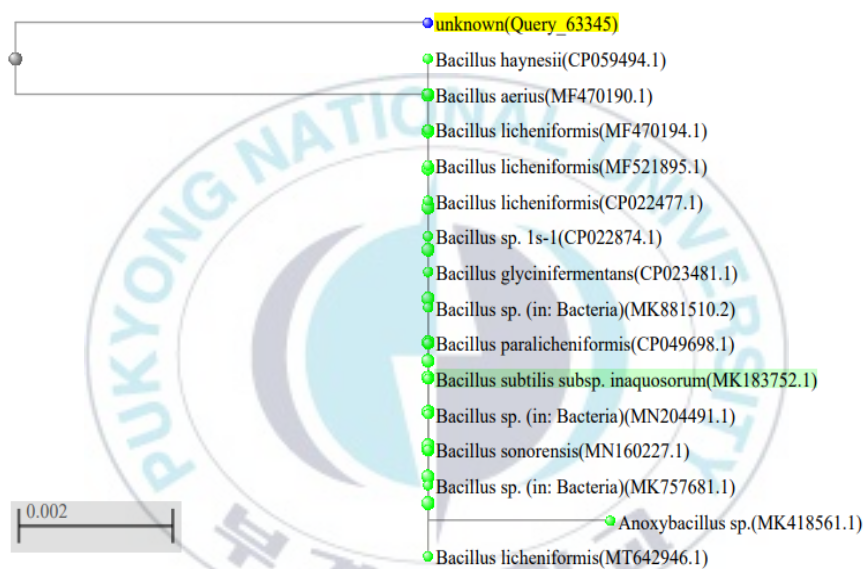 unknown(Query_63345)
Bacillus haynesii(CP059494.1)
Bacillus aerius(MF470190.1)
Bacillus licheniformis(MF470194.1)
Bacillus licheniformis(MF521895.1)
Bacillus licheniformis(CP022477.1)
Bacillus sp. 1s-1(CP022874.1)
Bacillus glycinifermentans(CP023481.1)
Bacillus sp. (in: Bacteria)(MK881510.2)
Bacillus paralicheniformis(CP049698.1)
Bacillus subtilis subsp. inaquosorum(MK183752.1)
Bacillus sp. (in: Bacteria)(MN204491.1)
Bacillus sonorensis(MN160227.1)
Bacillus sp. (in: Bacteria)(MK757681.1)
Anoxybacillus sp.(MK418561.1)
Bacillus licheniformis(MT642946.1)
0.002
PUKYONG NATIONAL UNIVERSITY